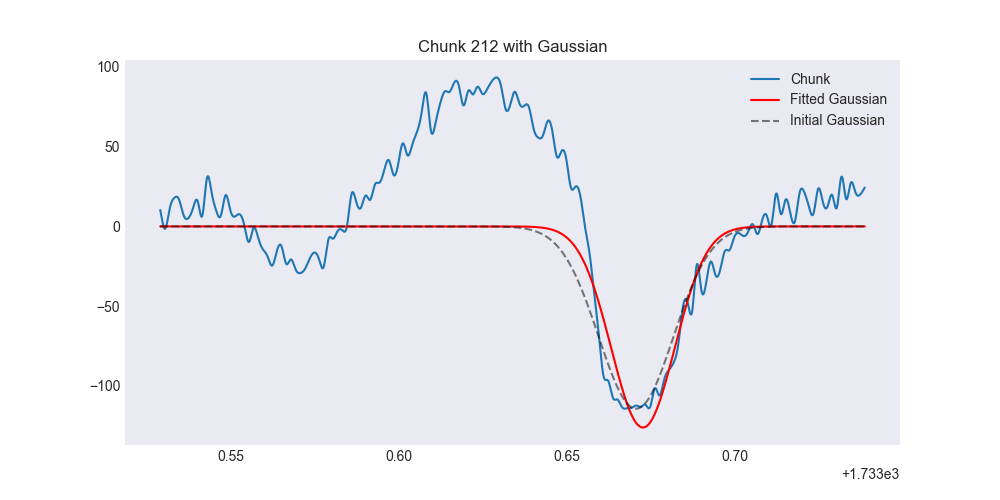 Chunk 212 with Gaussian
100
50
0
−50
−100
Chunk
Fitted Gaussian
Initial Gaussian
0.55 0.60 0.65 0.70
+1.733e3